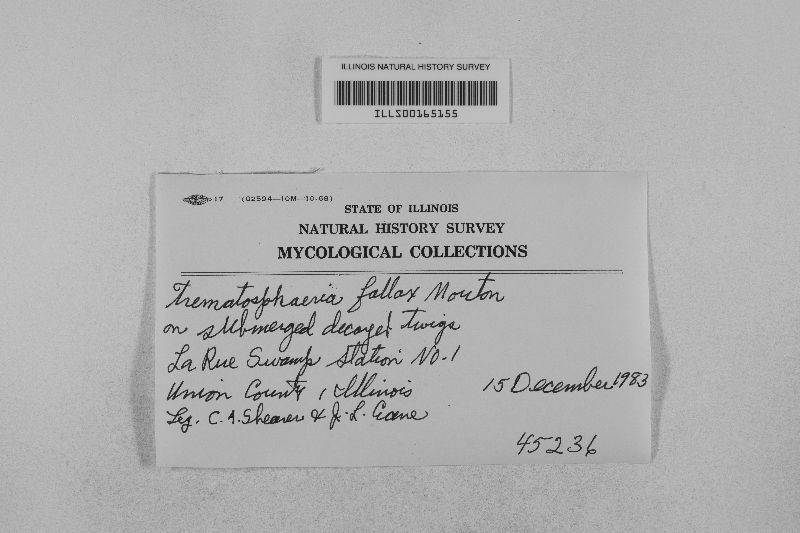 ILLINOIS NATURAL HISTORY SURVEY
ILLS00165155
17 (02594—10M—10-68)
STATE OF ILLINOIS
NATURAL HISTORY SURVEY
MYCOLOGICAL COLLECTIONS
Trematosphaeria fallax Mouton
on submerged decayed twigs
La Rue Swamp Station No. 1
Union County, Illinois 15 December 1983
Leg. C. A. Shearer & J. L. Crane
45236